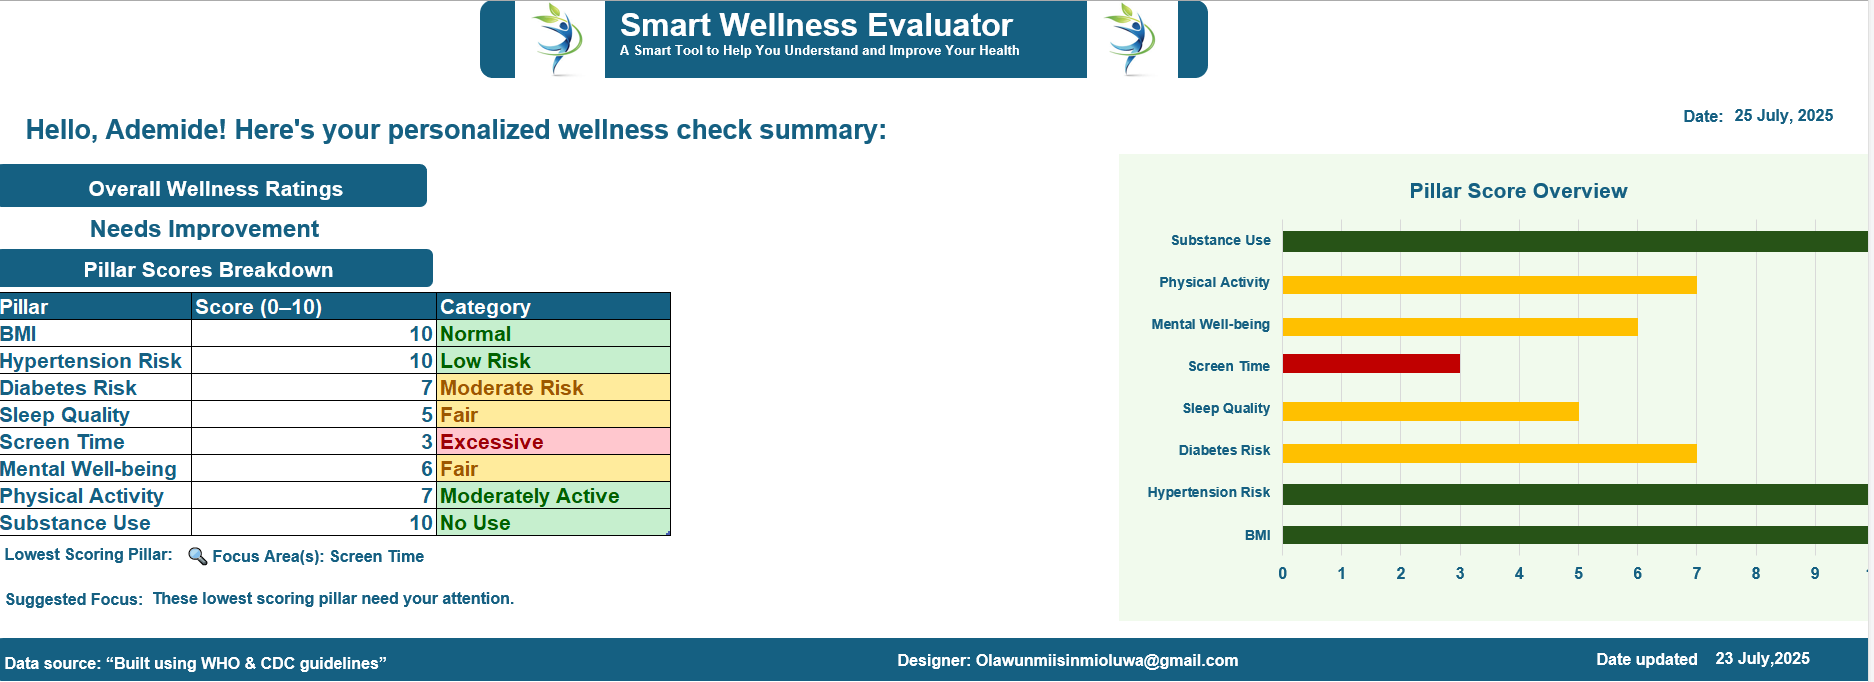 Smart Wellness Evaluator
A Smart Tool to Help You Understand and Improve Your Health
Hello, Ademide! Here's your personalized wellness check summary:
Date: 25 July, 2025
Overall Wellness Ratings
Needs Improvement
Pillar Scores Breakdown
Pillar Score (0–10) Category
BMI 10 Normal
Hypertension Risk 10 Low Risk
Diabetes Risk 7 Moderate Risk
Sleep Quality 5 Fair
Screen Time 3 Excessive
Mental Well-being 6 Fair
Physical Activity 7 Moderately Active
Substance Use 10 No Use
Lowest Scoring Pillar: Focus Area(s): Screen Time
Suggested Focus: These lowest scoring pillar need your attention.
Pillar Score Overview
Substance Use
Physical Activity
Mental Well-being
Screen Time
Sleep Quality
Diabetes Risk
Hypertension Risk
BMI
0 1 2 3 4 5 6 7 8 9
Data source: “Built using WHO & CDC guidelines”
Designer: Olawunmiisinmioluwa@gmail.com
Date updated 23 July,2025